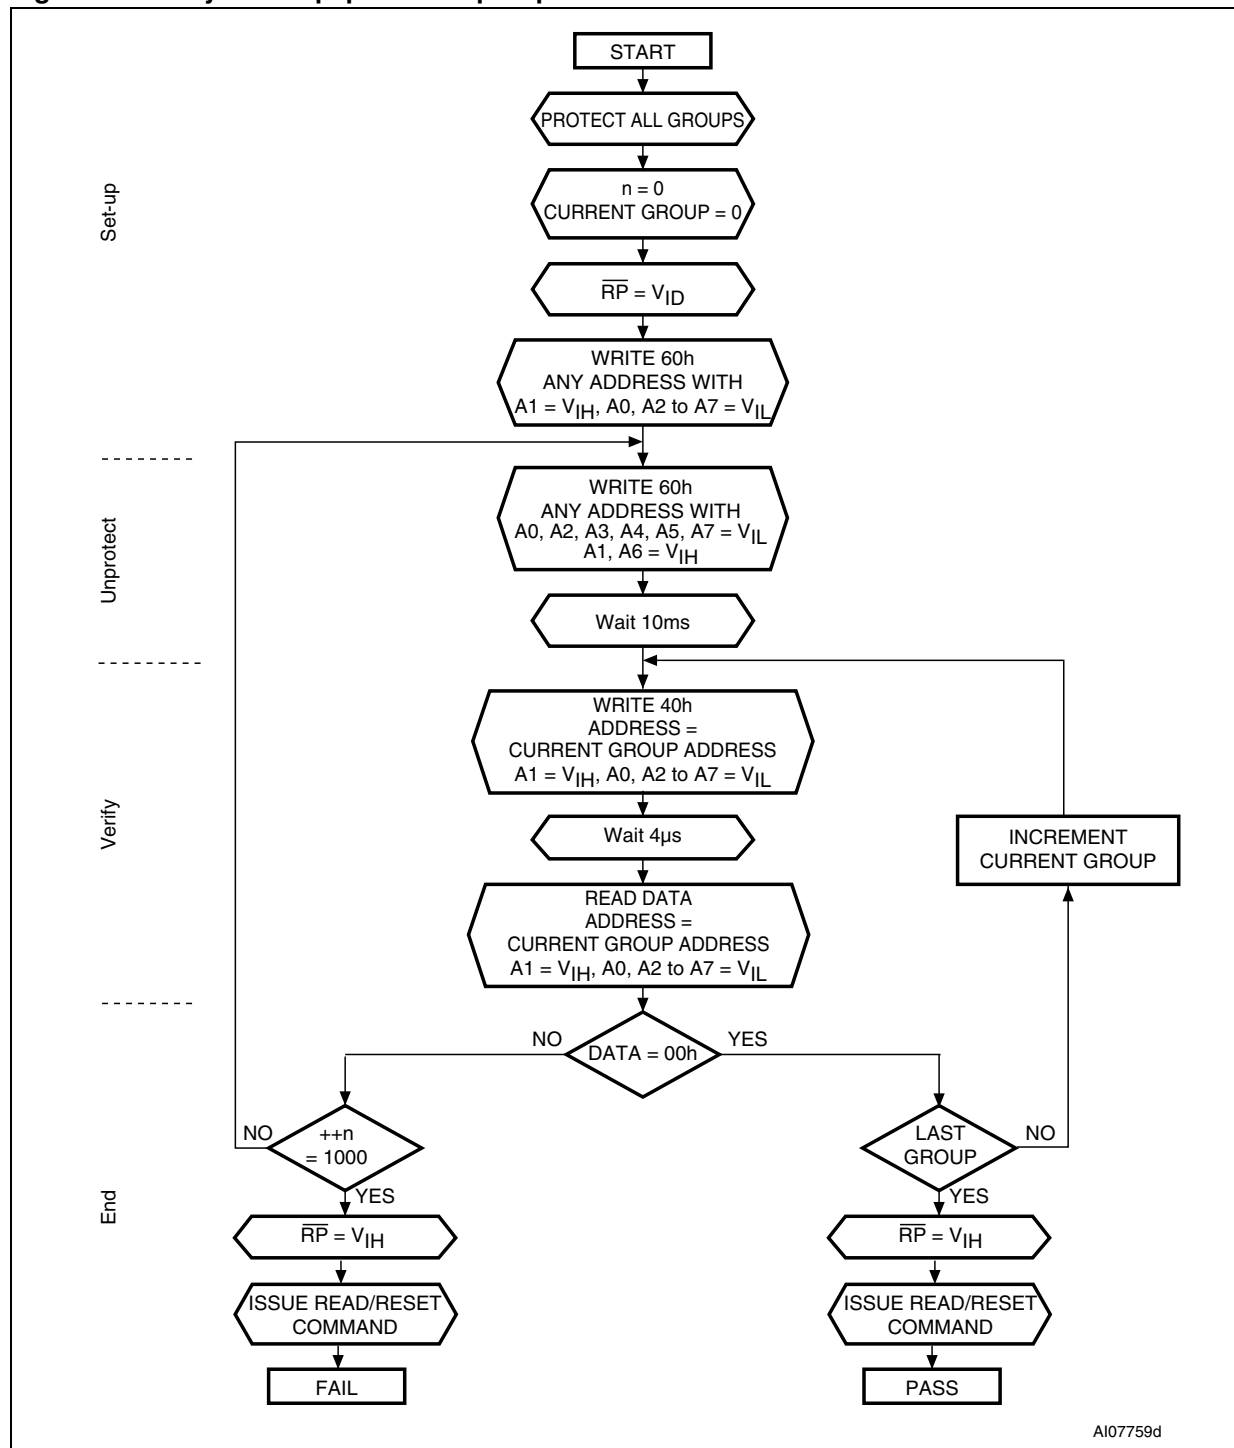 START
PROTECT ALL GROUPS
n = 0
CURRENT GROUP = 0
Set-up
RP = VID
WRITE 60h
ANY ADDRESS WITH
A1 = VIH, A0, A2 to A7 = VIL
Unprotect
WRITE 60h
ANY ADDRESS WITH
A0, A2, A3, A4, A5, A7 = VIL
A1, A6 = VIH
Wait 10ms
Verify
WRITE 40h
ADDRESS =
CURRENT GROUP ADDRESS
A1 = VIH, A0, A2 to A7 = VIL
Wait 4µs
INCREMENT
CURRENT GROUP
READ DATA
ADDRESS =
CURRENT GROUP ADDRESS
A1 = VIH, A0, A2 to A7 = VIL
End
NO
DATA = 00h
YES
NO
++n
= 1000
YES
LAST
GROUP
NO
YES
RP = VIH
RP = VIH
ISSUE READ/RESET
COMMAND
ISSUE READ/RESET
COMMAND
FAIL
PASS
AI07759d